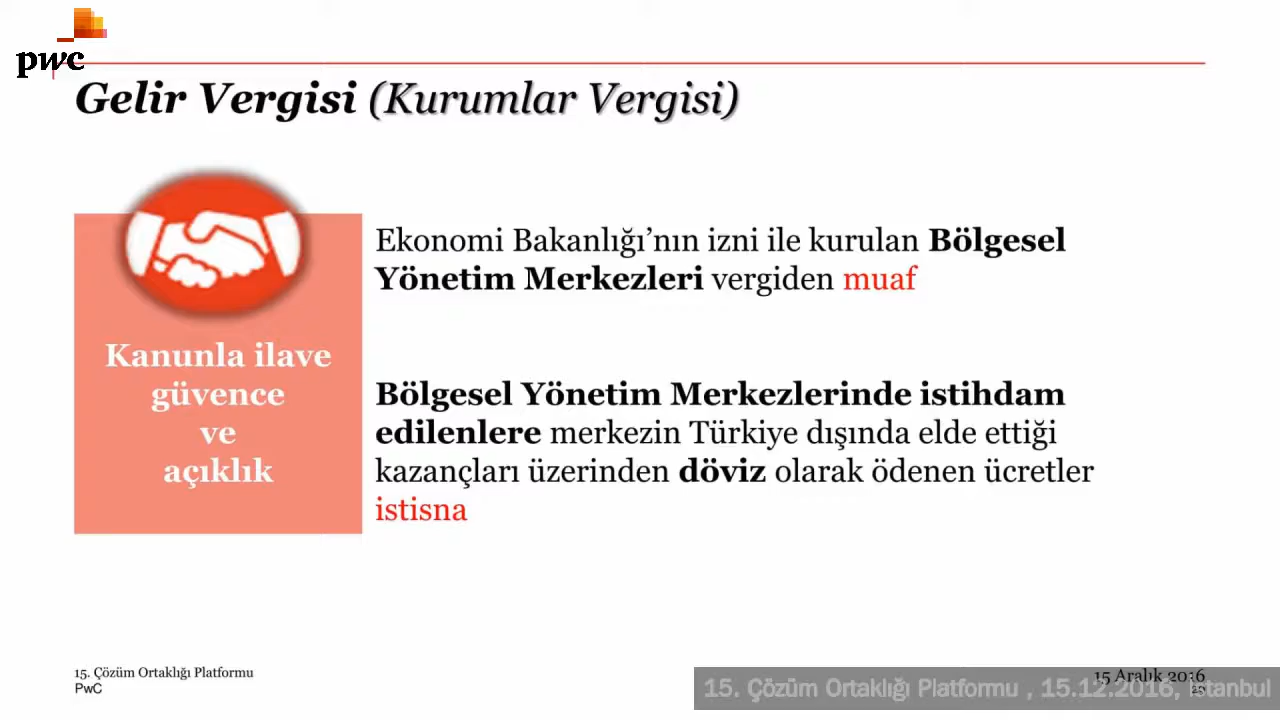 pwc
Gelir Vergisi (Kurumlar Vergisi)
Kanunla ilave
güvence
ve
açıklık
Ekonomi Bakanlığı’nın izni ile kurulan Bölgesel
Yönetim Merkezleri vergiden muaf
Bölgesel Yönetim Merkezlerinde istihdam
edilenlere merkezin Türkiye dışında elde ettiği
kazançları üzerinden döviz olarak ödenen ücretler
istisna
15. Çözüm Ortaklığı Platformu
PwC
15 Aralık 2016
15. Çözüm Ortaklığı Platformu , 15.12.2016, İstanbul